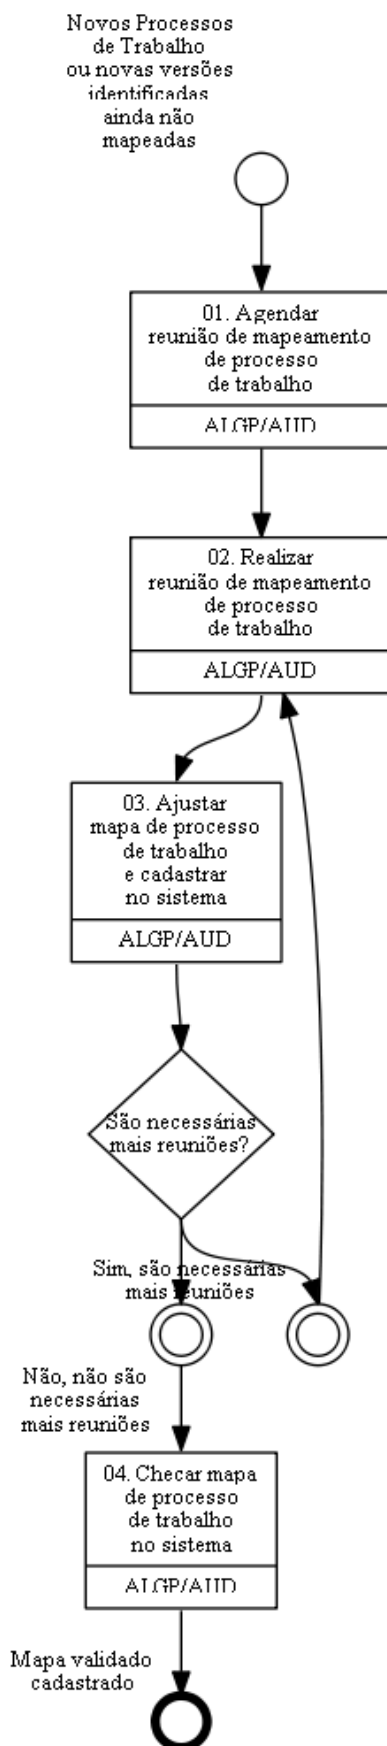 Novos Processos
de Trabalho
ou novas versões
identificadas
ainda não
mapeadas
01. Agendar
reunião de mapeamento
de processo
de trabalho
ALGP/AUD
02. Realizar
reunião de mapeamento
de processo
de trabalho
ALGP/AUD
03. Ajustar
mapa de processo
de trabalho
e cadastrar
no sistema
ALGP/AUD
São necessárias
mais reuniões?
Sim, são necessárias
mais reuniões
Não, não são
necessárias
mais reuniões
04. Checar mapa
de processo
de trabalho
no sistema
ALGP/AUD
Mapa validado
cadastrado